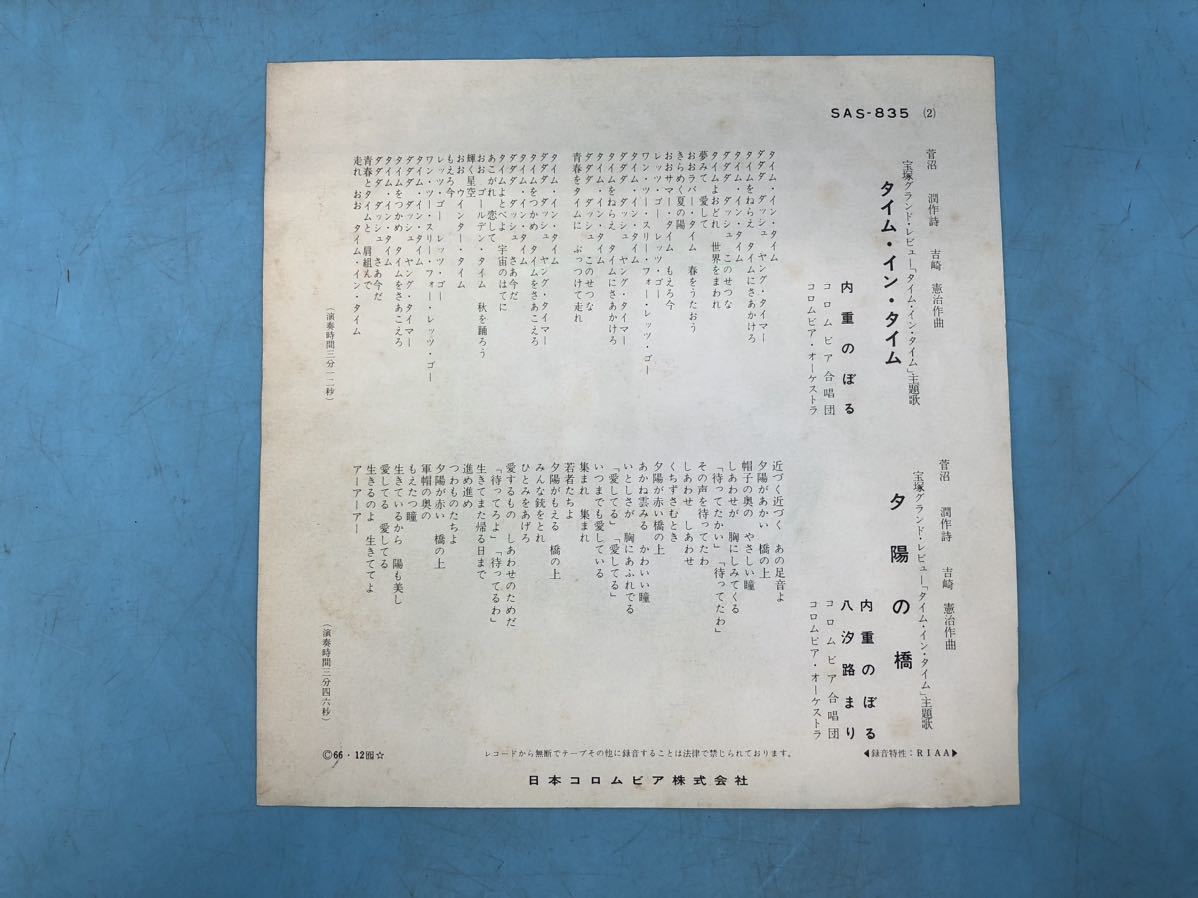 SAS-835 (2)
菅沼 潤作詩 吉崎 憲治作曲
宝塚グランド・レビュー「タイム・イン・タイム」主題歌
タイム・イン・タイム
内重のぼる
コロムビア合唱団
コロムビア・オーケストラ
タイム・イン・タイム
ダダダ ダッシュ ヤング・タイマー
タイムをねらえ タイムにさあかけろ
タイム・イン・タイム
ダダダ ダッシュ このせつな
タイムよおどれ 世界をまわれ
夢みて 愛して
おおラバー・タイム 春をうたおう
きらめく夏の陽
おおサマー・タイム もえろ今
レッツ・ゴー レッツ・ゴー
ワン・ツー・スリー・フォー・レッツ・ゴー
タイム・イン・タイム
ダダダ ダッシュ ヤング・タイマー
タイムをねらえ タイムにさあかけろ
タイム・イン・タイム
ダダダ ダッシュ このせつな
青春をタイムに ぶっつけて走れ
タイム・イン・タイム
ダダダ ダッシュ ヤング・タイマー
タイムをつかめ タイムをさあこえろ
タイム・イン・タイム
ダダダ ダッシュ さあ今だ
タイムよとべよ 宇宙のはてに
あこがれ 恋して
おお ゴールデン・タイム 秋を踊ろう
輝く星空
おお ウインター・タイム
もえろ今
レッツ・ゴー レッツ・ゴー
ワン・ツー・スリー・フォー・レッツ・ゴー
タイム・イン・タイム
ダダダ ダッシュ ヤング・タイマー
タイムをつかめ タイムをさあこえろ
タイム・イン・タイム
ダダダ ダッシュ さあ今だ
青春とタイムと 肩組んで
走れ おお タイム・イン・タイム
(演奏時間三分一二秒)
菅沼 潤作詩 吉崎 憲治作曲
宝塚グランド・レビュー「タイム・イン・タイム」主題歌
夕陽の橋
内重のぼる
八汐路まり
コロムビア合唱団
コロムビア・オーケストラ
近づく近づく あの足音よ
夕陽があかい 橋の上
帽子の奥の やさしい瞳
しあわせが 胸にしみてくる
「待ってたかい」「待ってたわ」
その声を待ってたわ
しあわせ しあわせ
くちずさむとき
夕陽が赤い橋の上
あかね雲みる かわいい瞳
いとしさが 胸にあふれでる
「愛してる」「愛してる」
いつまでも愛している
集まれ 集まれ
若者たちよ
夕陽がもえる 橋の上
みんな銃をとれ
ひとみをあげろ
愛するもの しあわせのためだ
「待ってろよ」「待ってるわ」
生きてまた帰る日まで
進め進め
つわものたちよ
夕陽が赤い 橋の上
軍帽の奥の
もえたつ瞳
生きているから 陽も美し
愛してる 愛してる
生きるのよ 生きててよ
アーアーアー
(演奏時間三分四六秒)
◀録音特性:RIAA▶
レコードから無断でテープその他に録音することは法律で禁じられております。
©66・12 ☆
日本コロムビア株式会社